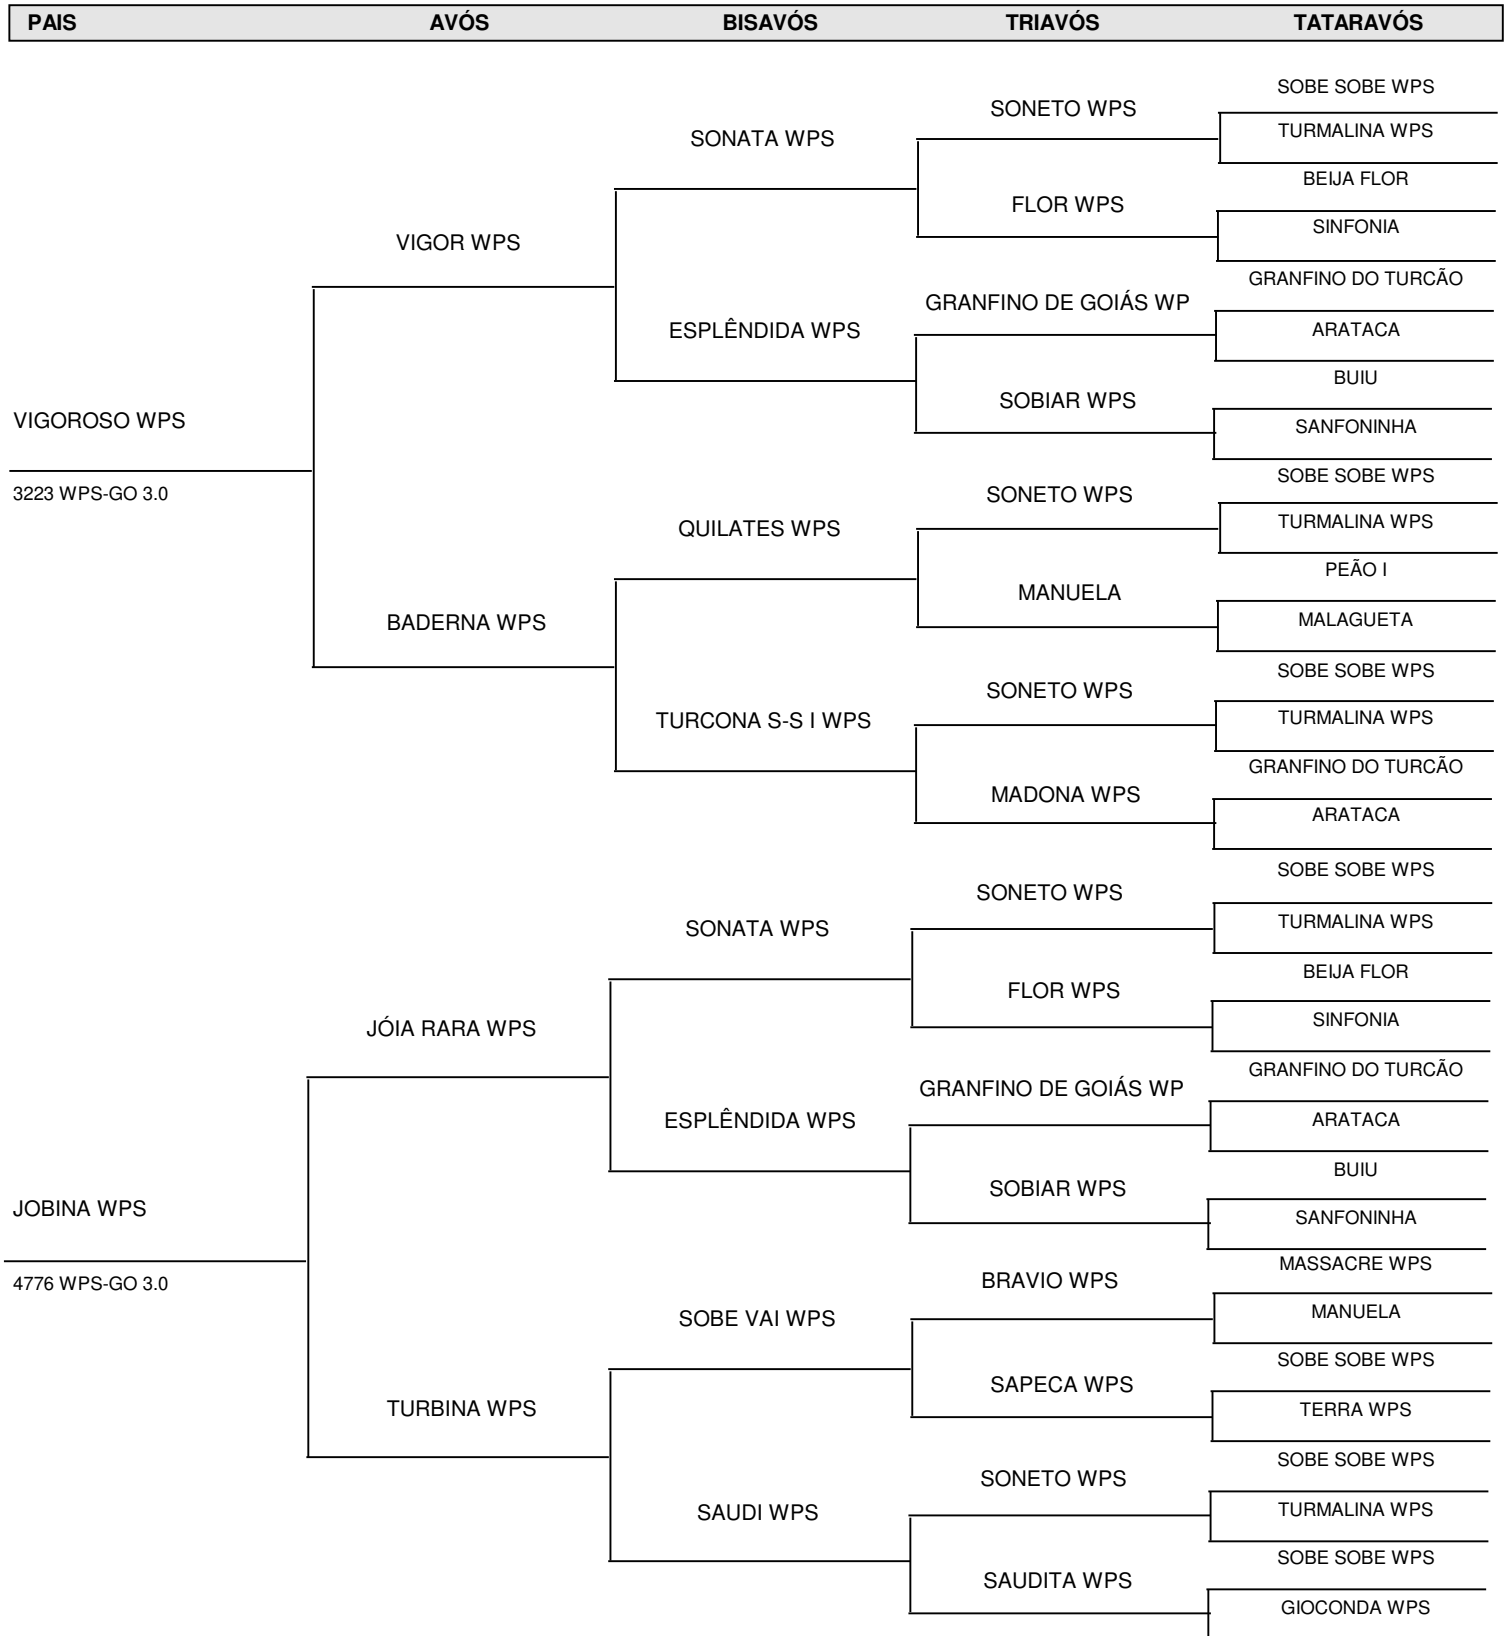 PAIS AVÓS BISAVÓS TRIAVÓS TATARAVÓS
SOBE SOBE WPS
SONETO WPS
TURMALINA WPS
SONATA WPS
BEIJA FLOR
FLOR WPS
SINFONIA
VIGOR WPS
GRANFINO DO TURCÃO
GRANFINO DE GOIÁS WP
ARATACA
ESPLÊNDIDA WPS
BUIU
SOBIAR WPS
SANFONINHA
VIGOROSO WPS
3223 WPS-GO 3.0
SOBE SOBE WPS
SONETO WPS
TURMALINA WPS
QUILATES WPS
PEÃO I
MANUELA
MALAGUETA
BADERNA WPS
SOBE SOBE WPS
SONETO WPS
TURMALINA WPS
TURCONA S-S I WPS
GRANFINO DO TURCÃO
MADONA WPS
ARATACA
SOBE SOBE WPS
SONETO WPS
TURMALINA WPS
SONATA WPS
BEIJA FLOR
FLOR WPS
SINFONIA
JÓIA RARA WPS
GRANFINO DO TURCÃO
GRANFINO DE GOIÁS WP
ARATACA
ESPLÊNDIDA WPS
BUIU
SOBIAR WPS
SANFONINHA
JOBINA WPS
4776 WPS-GO 3.0
MASSACRE WPS
BRAVIO WPS
MANUELA
SOBE VAI WPS
SOBE SOBE WPS
SAPECA WPS
TERRA WPS
TURBINA WPS
SOBE SOBE WPS
SONETO WPS
TURMALINA WPS
SAUDI WPS
SOBE SOBE WPS
SAUDITA WPS
GIOCONDA WPS